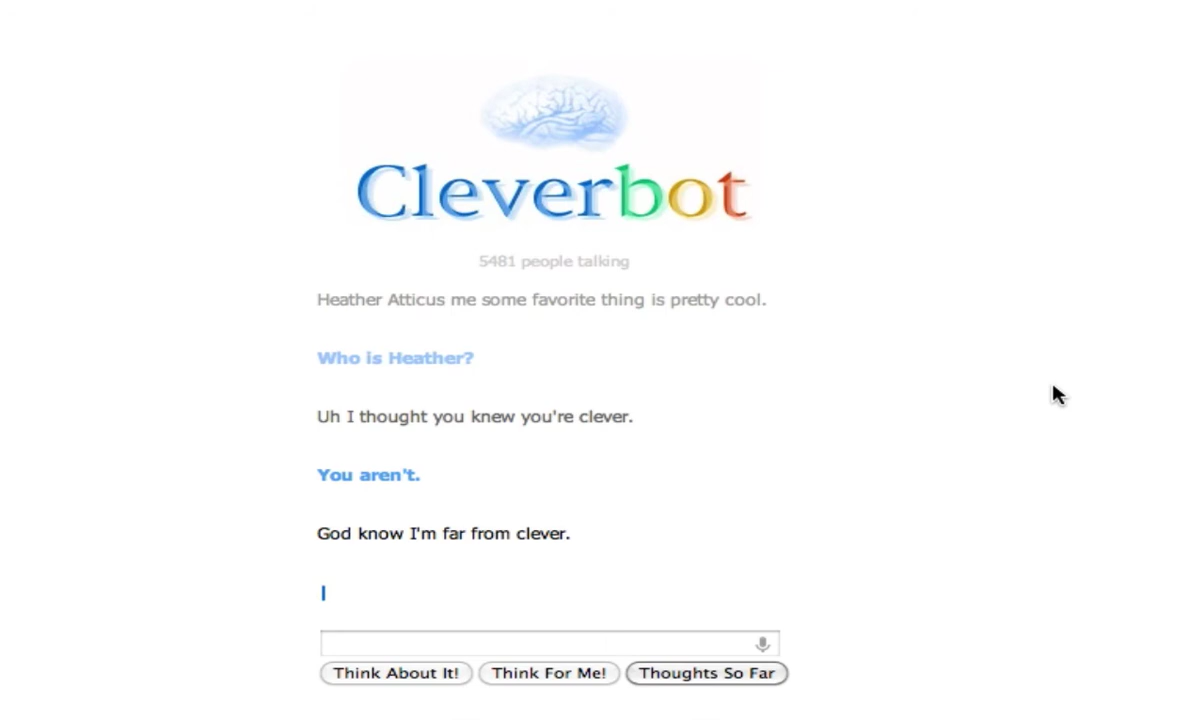 Cleverbot
5481 people talking
Heather Atticus me some favorite thing is pretty cool.
Who is Heather?
Uh I thought you knew you're clever.
You aren't.
God know I'm far from clever.
Think About It! Think For Me! Thoughts So Far